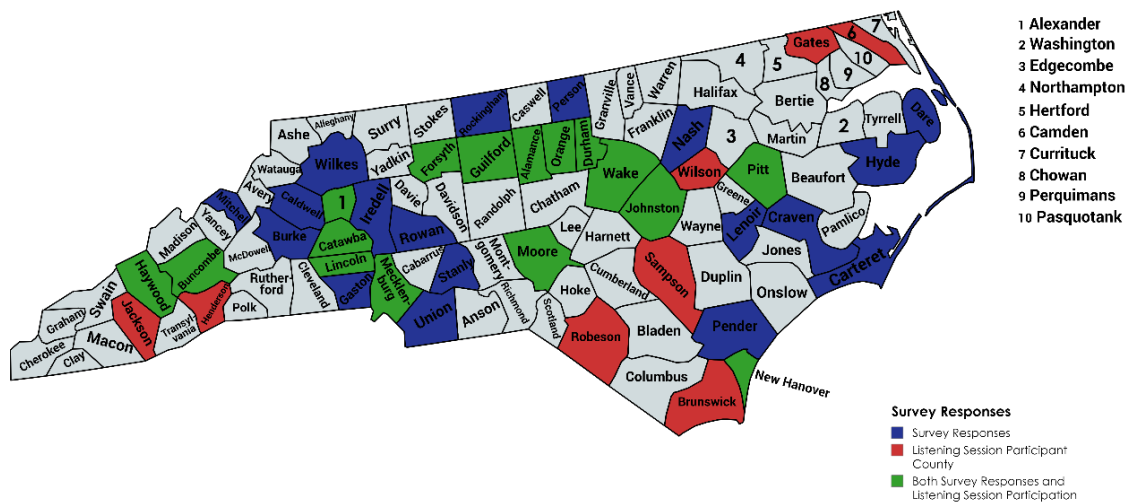 Ashe
Alleghany
Surry
Stokes
Rockingham
Caswell
Person
Granville
Vance
Warren
Halifax
4
5
Gates
6
7
10
9
8
Bertie
Wilkes
Yadkin
Forsyth
Guilford
Alamance
Orange
Durham
Franklin
Nash
3
Martin
2
Tyrrell
Dare
Watauga
Avery
Mitchel
Caldwell
1
Iredell
Davie
Davidson
Randolph
Chatham
Wake
Wilson
Pitt
Beaufort
Hyde
Madison
Yancey
McDowell
Burke
Catawba
Rowan
Lee
Johnston
Greene
Wayne
Lenoir
Craven
Pamlico
Jones
Carteret
Haywood
Buncombe
Ruther-
ford
Cleveland
Lincoln
Gaston
Mecklen-
burg
Cabarrus
Stanly
Mont-
gomery
Moore
Harnett
Swain
Graham
Cherokee
Clay
Macon
Jackson
Transyl-
vania
Henderson
Polk
Union
Anson
Richmond
Scotland
Hoke
Cumberland
Sampson
Duplin
Onslow
Robeson
Bladen
Pender
Columbus
Brunswick
New Hanover
1 Alexander
2 Washington
3 Edgecombe
4 Northampton
5 Hertford
6 Camden
7 Currituck
8 Chowan
9 Perquimans
10 Pasquotank
Survey Responses
Survey Responses
Listening Session Participant
County
Both Survey Responses and
Listening Session Participation